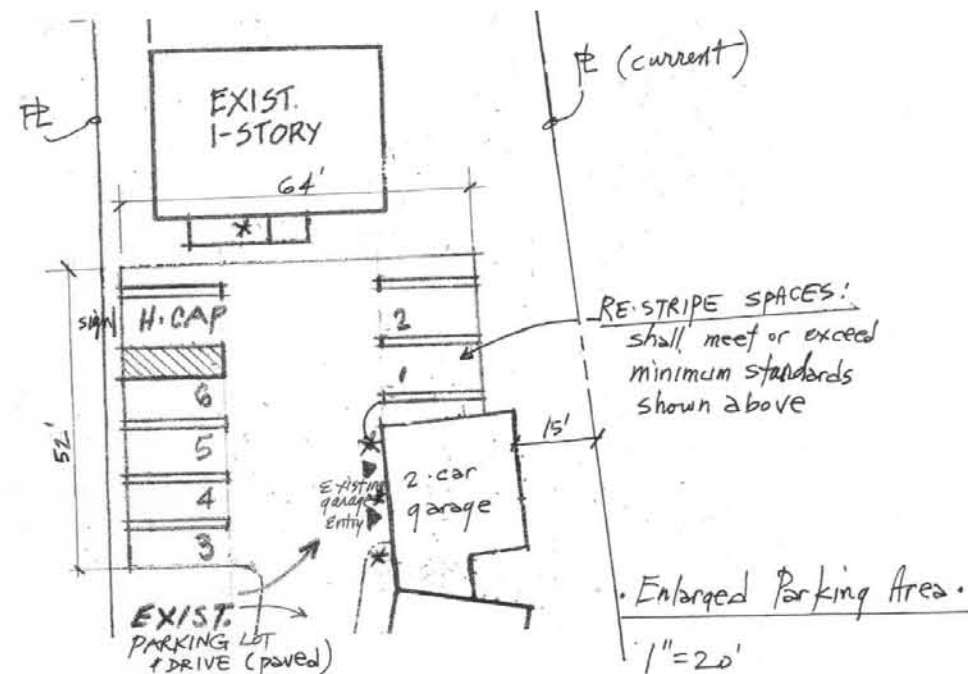 PL
EXIST.
1-STORY
PL (current)
64'
*
52'
sign
H·CAP
6
5
4
3
2
1
RE·STRIPE SPACES:
shall meet or exceed
minimum standards
shown above
*
*
*
Existing
garage
Entry
2·car
garage
15'
EXIST.
PARKING LOT
& DRIVE (paved)
· Enlarged Parking Area ·
1"=20'